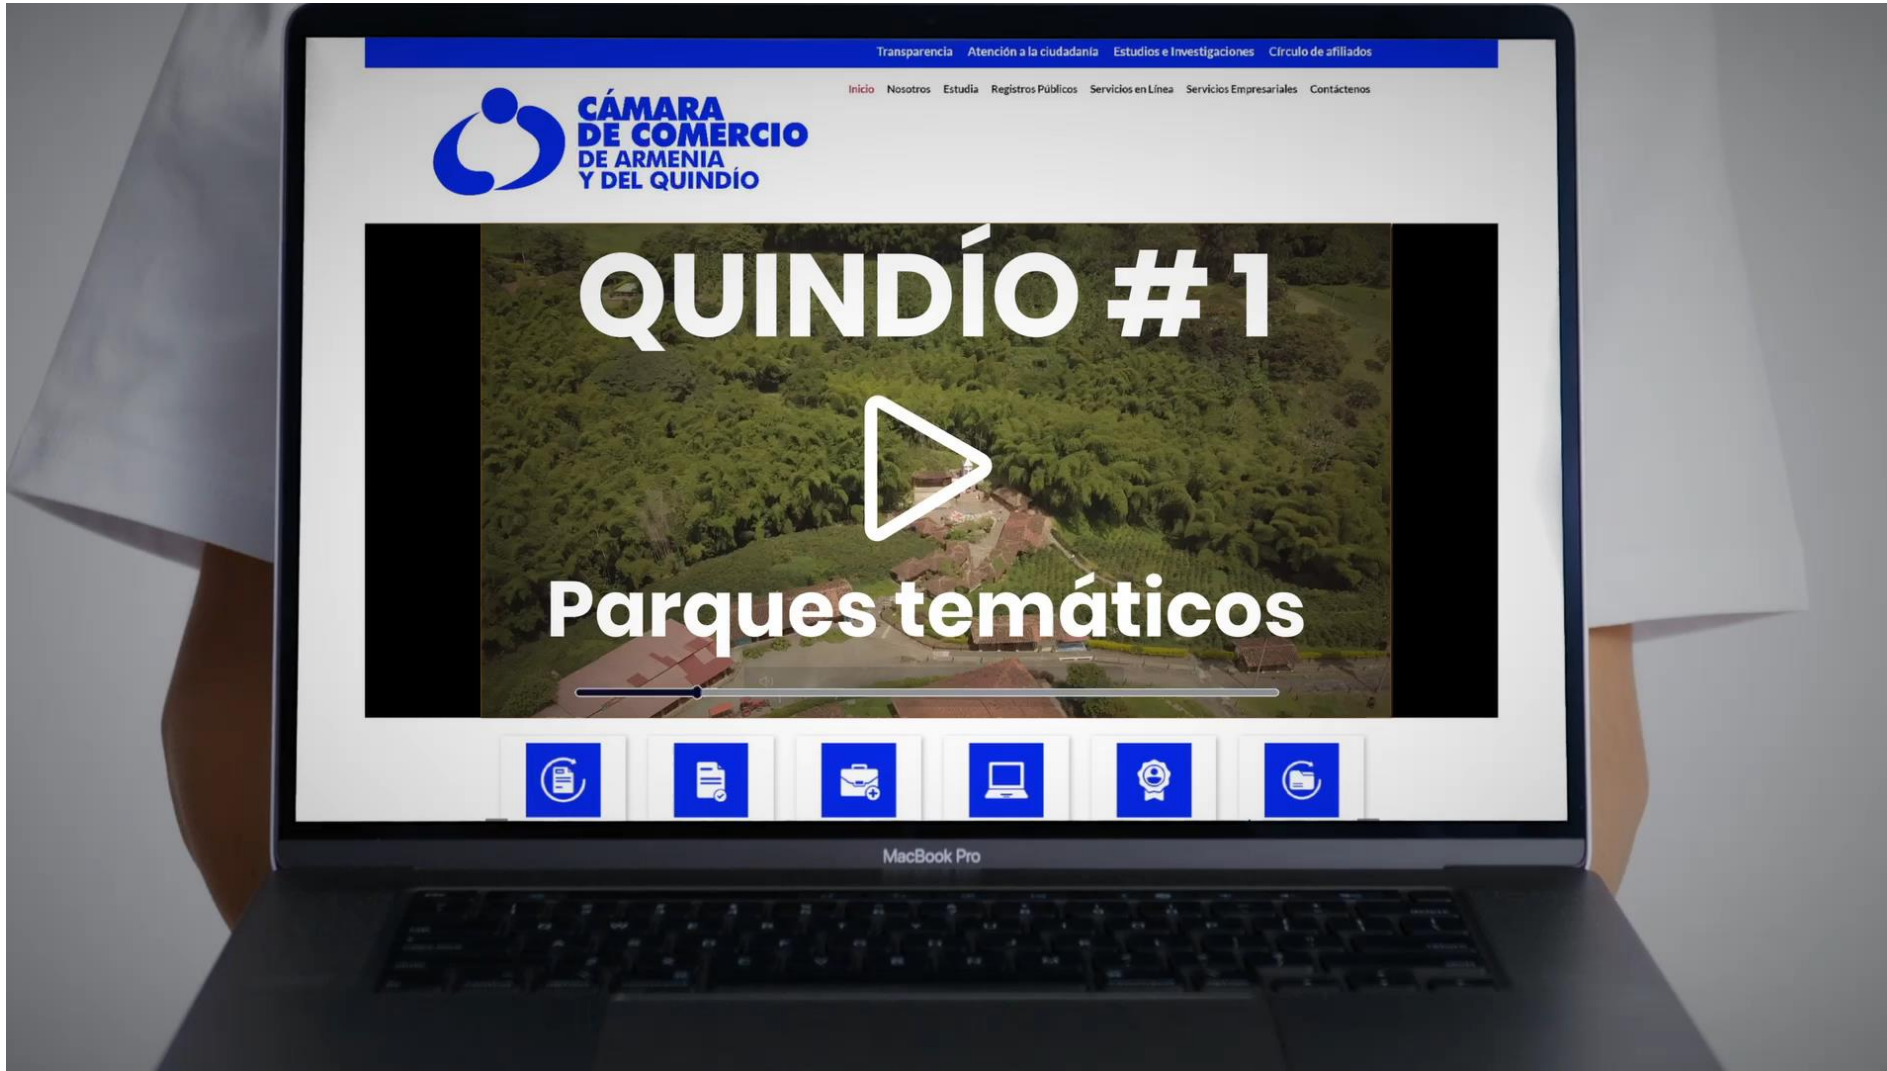 Transparencia Atención a la ciudadanía Estudios e Investigaciones Círculo de afiliados
Inicio Nosotros Estudia Registros Públicos Servicios en Línea Servicios Empresariales Contáctenos
CÁMARA
DE COMERCIO
DE ARMENIA
Y DEL QUINDÍO
QUINDÍO #1
Parques temáticos
MacBook Pro